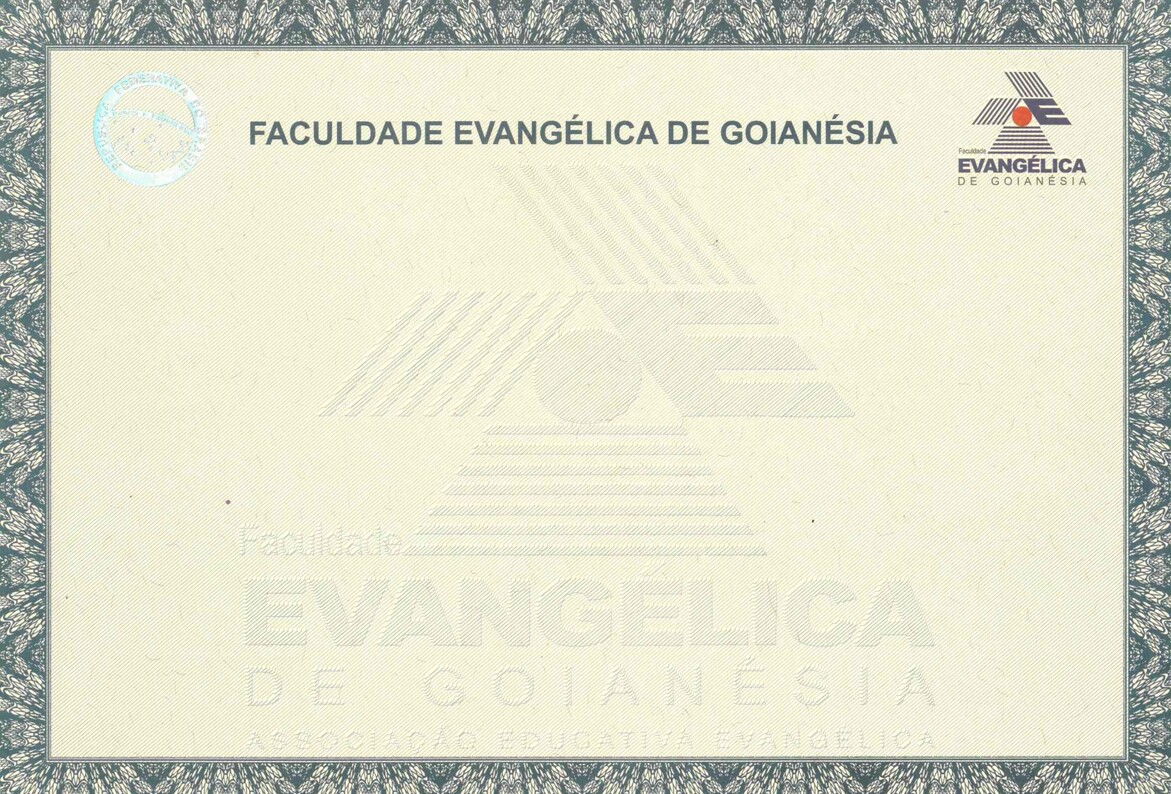 REPÚBLICA FEDERATIVA DO BRASIL
FACULDADE EVANGÉLICA DE GOIANÉSIA
Faculdade
EVANGÉLICA
DE GOIANÉSIA
Faculdade
EVANGÉLICA
DE GOIANÉSIA
ASSOCIAÇÃO EDUCATIVA EVANGÉLICA